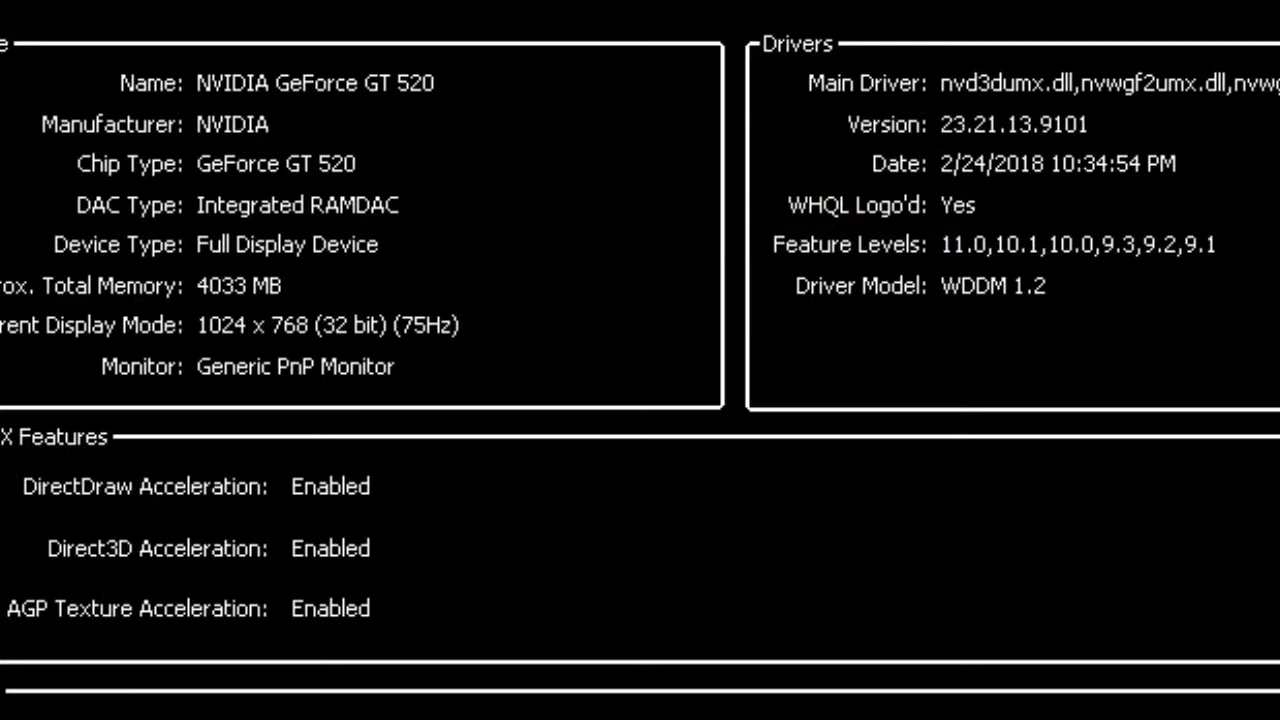 Name: NVIDIA GeForce GT 520
Manufacturer: NVIDIA
Chip Type: GeForce GT 520
DAC Type: Integrated RAMDAC
Device Type: Full Display Device
rox. Total Memory: 4033 MB
rent Display Mode: 1024 x 768 (32 bit) (75Hz)
Monitor: Generic PnP Monitor
Drivers
Main Driver: nvd3dumx.dll,nvwgf2umx.dll,nvwg
Version: 23.21.13.9101
Date: 2/24/2018 10:34:54 PM
WHQL Logo'd: Yes
Feature Levels: 11.0,10.1,10.0,9.3,9.2,9.1
Driver Model: WDDM 1.2
X Features
DirectDraw Acceleration: Enabled
Direct3D Acceleration: Enabled
AGP Texture Acceleration: Enabled